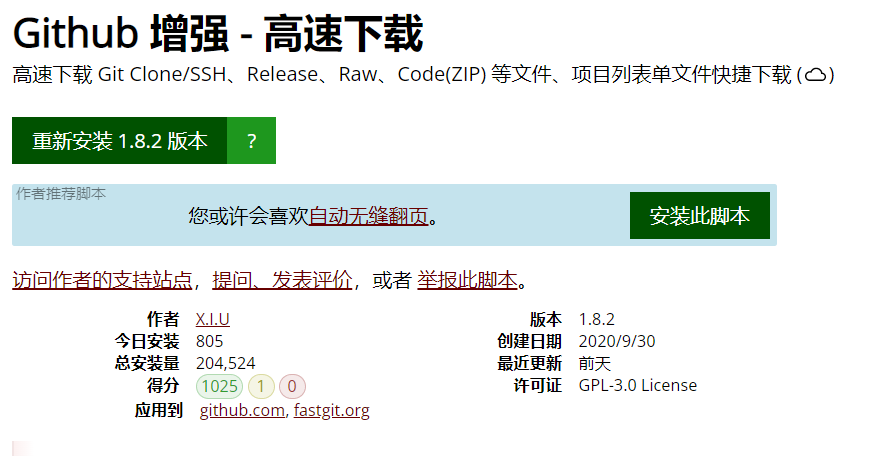 Github 增强 - 高速下载
高速下载 Git Clone/SSH、Release、Raw、Code(ZIP) 等文件、项目列表单文件快捷下载 (☁)
重新安装 1.8.2 版本 ?
作者推荐脚本
您或许会喜欢自动无缝翻页。 安装此脚本
访问作者的支持站点，提问、发表评价，或者 举报此脚本。
作者 X.I.U 版本 1.8.2
今日安装 805 创建日期 2020/9/30
总安装量 204,524 最近更新 前天
得分 1025 1 0 许可证 GPL-3.0 License
应用到 github.com, fastgit.org